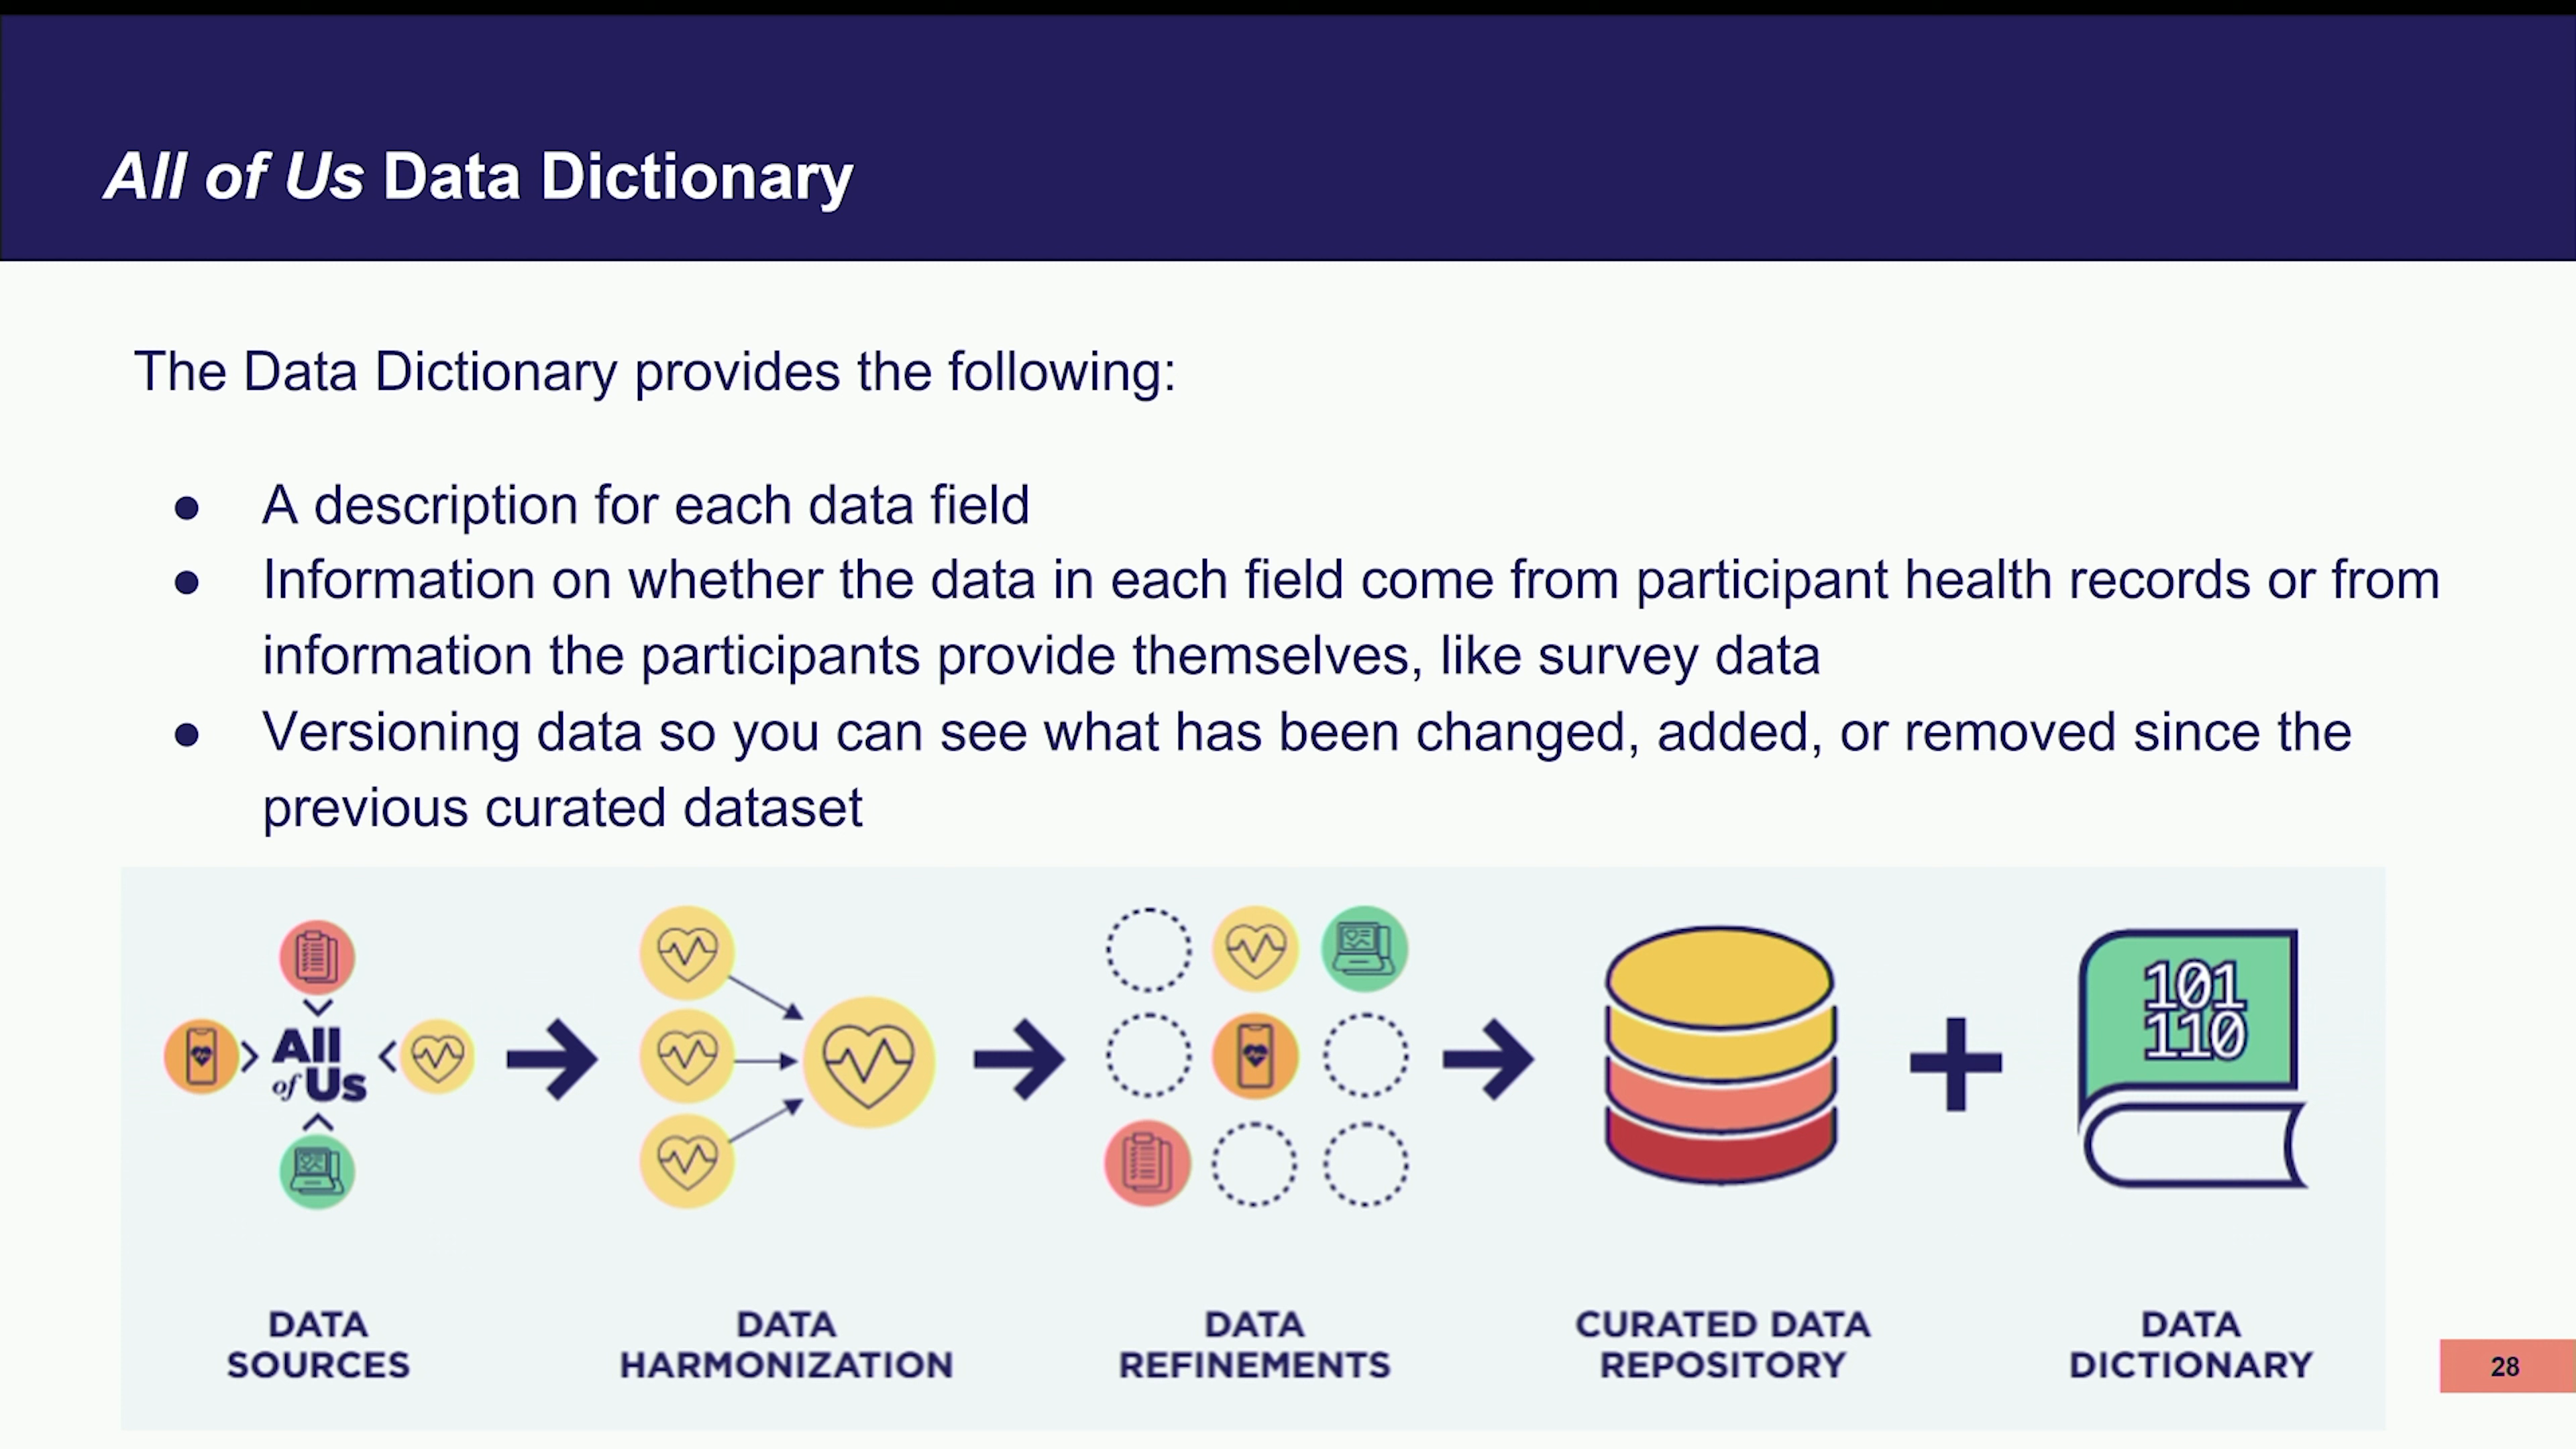 All of Us Data Dictionary
The Data Dictionary provides the following:
● A description for each data field
● Information on whether the data in each field come from participant health records or from
information the participants provide themselves, like survey data
● Versioning data so you can see what has been changed, added, or removed since the
previous curated dataset
All
of Us
101
110
DATA
SOURCES
DATA
HARMONIZATION
DATA
REFINEMENTS
CURATED DATA
REPOSITORY
DATA
DICTIONARY
28